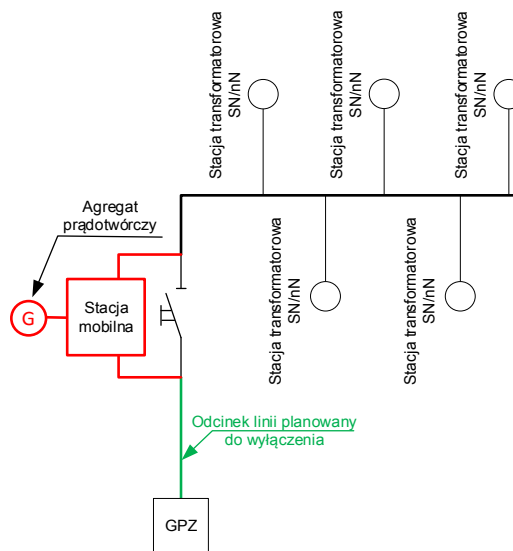 Stacja transformatorowa
SN/nN
Stacja transformatorowa
SN/nN
Stacja transformatorowa
SN/nN
Agregat
prądotwórczy
G
Stacja
mobilna
Stacja transformatorowa
SN/nN
Stacja transformatorowa
SN/nN
Odcinek linii planowany
do wyłączenia
GPZ